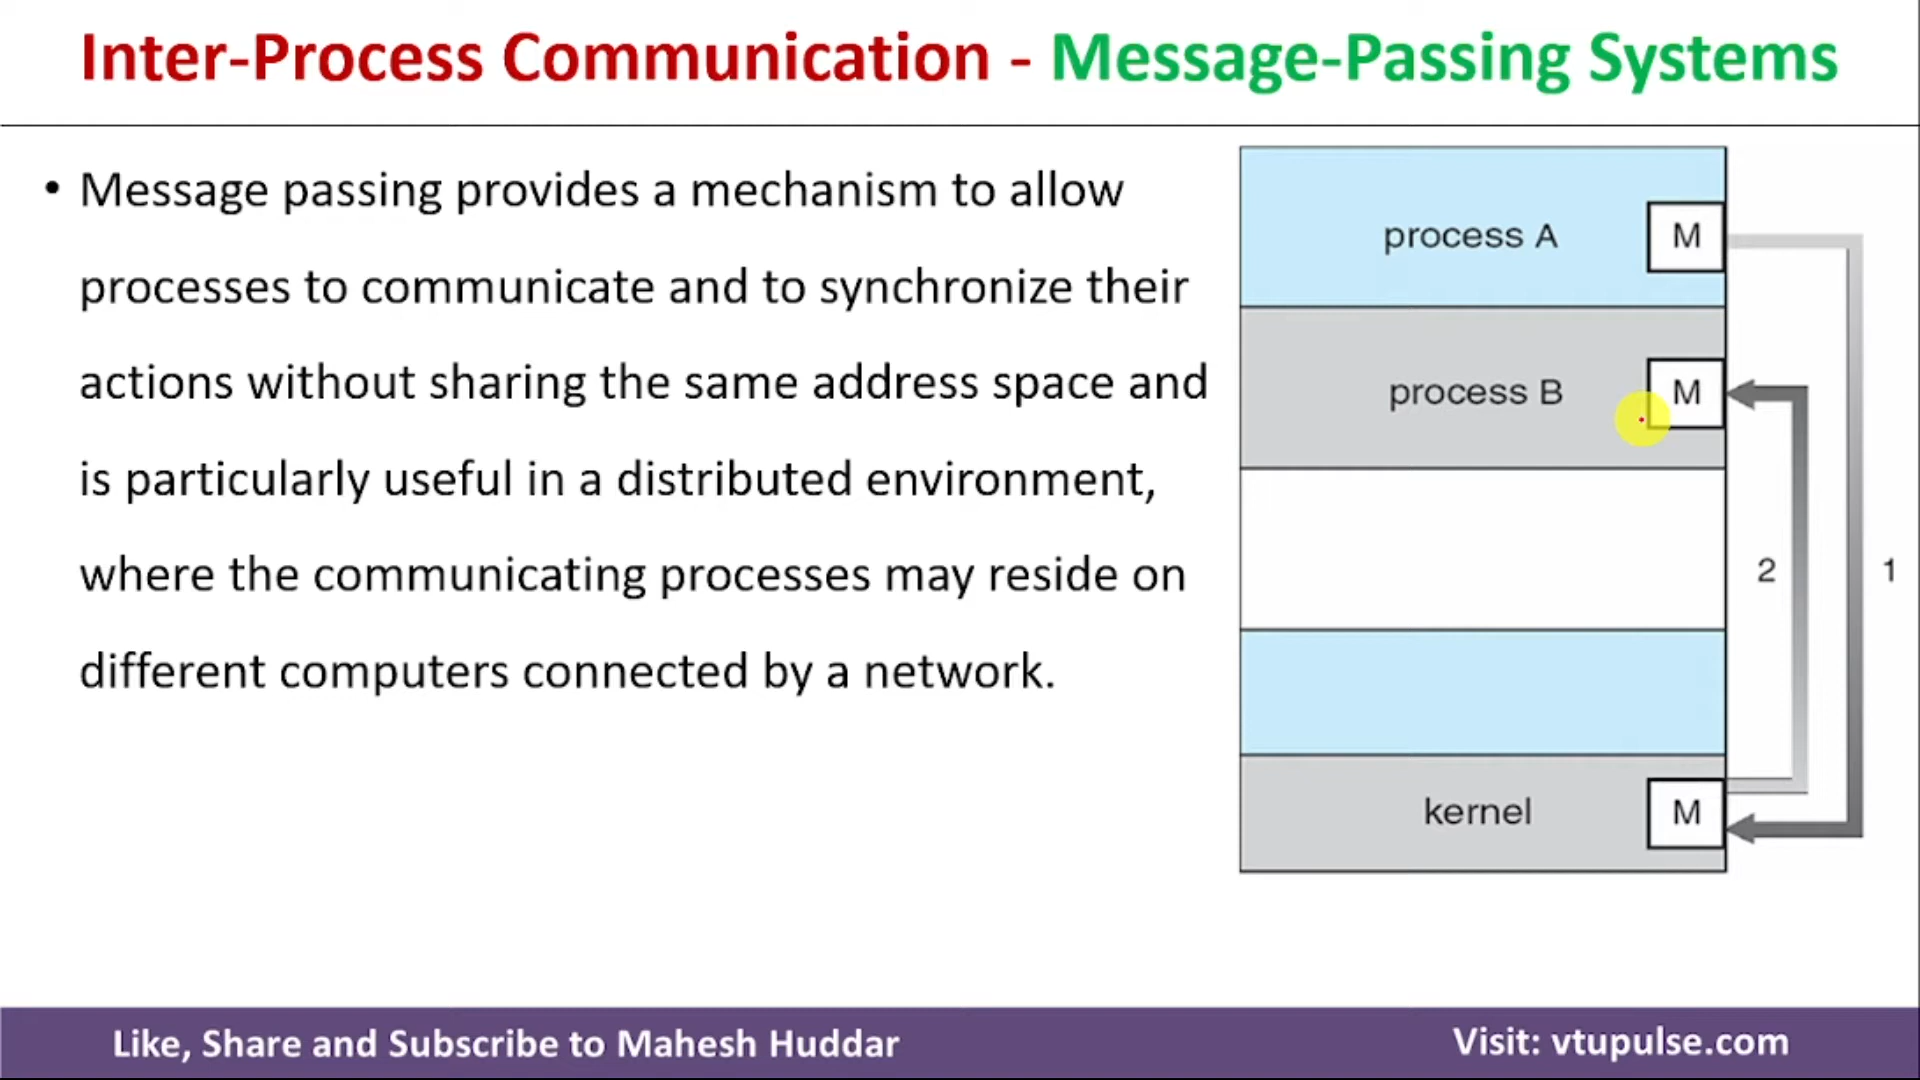 Inter-Process Communication - Message-Passing Systems
• Message passing provides a mechanism to allow
processes to communicate and to synchronize their
actions without sharing the same address space and
is particularly useful in a distributed environment,
where the communicating processes may reside on
different computers connected by a network.
process A M
process B M
2 1
kernel M
Like, Share and Subscribe to Mahesh Huddar
Visit: vtupulse.com